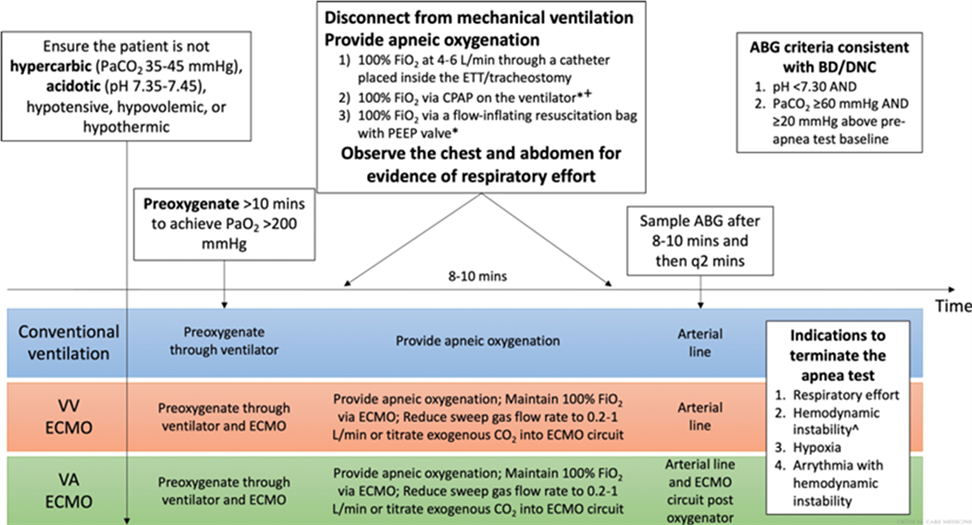 Ensure the patient is not
hypercarbic (PaCO2 35-45 mmHg),
acidotic (pH 7.35-7.45),
hypotensive, hypovolemic, or
hypothermic
Disconnect from mechanical ventilation
Provide apneic oxygenation
1) 100% FiO2 at 4-6 L/min through a catheter
placed inside the ETT/tracheostomy
2) 100% FiO2 via CPAP on the ventilator*+
3) 100% FiO2 via a flow-inflating resuscitation bag
with PEEP valve*
Observe the chest and abdomen for
evidence of respiratory effort
ABG criteria consistent
with BD/DNC
1. pH <7.30 AND
2. PaCO2 ≥60 mmHg AND
≥20 mmHg above pre-
apnea test baseline
Preoxygenate >10 mins
to achieve PaO2 >200
mmHg
Sample ABG after
8-10 mins and
then q2 mins
8-10 mins
Time
Conventional
ventilation
Preoxygenate
through ventilator
Provide apneic oxygenation
Arterial
line
VV
ECMO
Preoxygenate through
ventilator and ECMO
Provide apneic oxygenation; Maintain 100% FiO2
via ECMO; Reduce sweep gas flow rate to 0.2-1
L/min or titrate exogenous CO2 into ECMO circuit
Arterial
line
VA
ECMO
Preoxygenate through
ventilator and ECMO
Provide apneic oxygenation; Maintain 100% FiO2
via ECMO; Reduce sweep gas flow rate to 0.2-1
L/min or titrate exogenous CO2 into ECMO circuit
Arterial line
and ECMO
circuit post
oxygenator
Indications to
terminate the
apnea test
1. Respiratory effort
2. Hemodynamic
instability^
3. Hypoxia
4. Arrythmia with
hemodynamic
instability
CARE MEDICINE